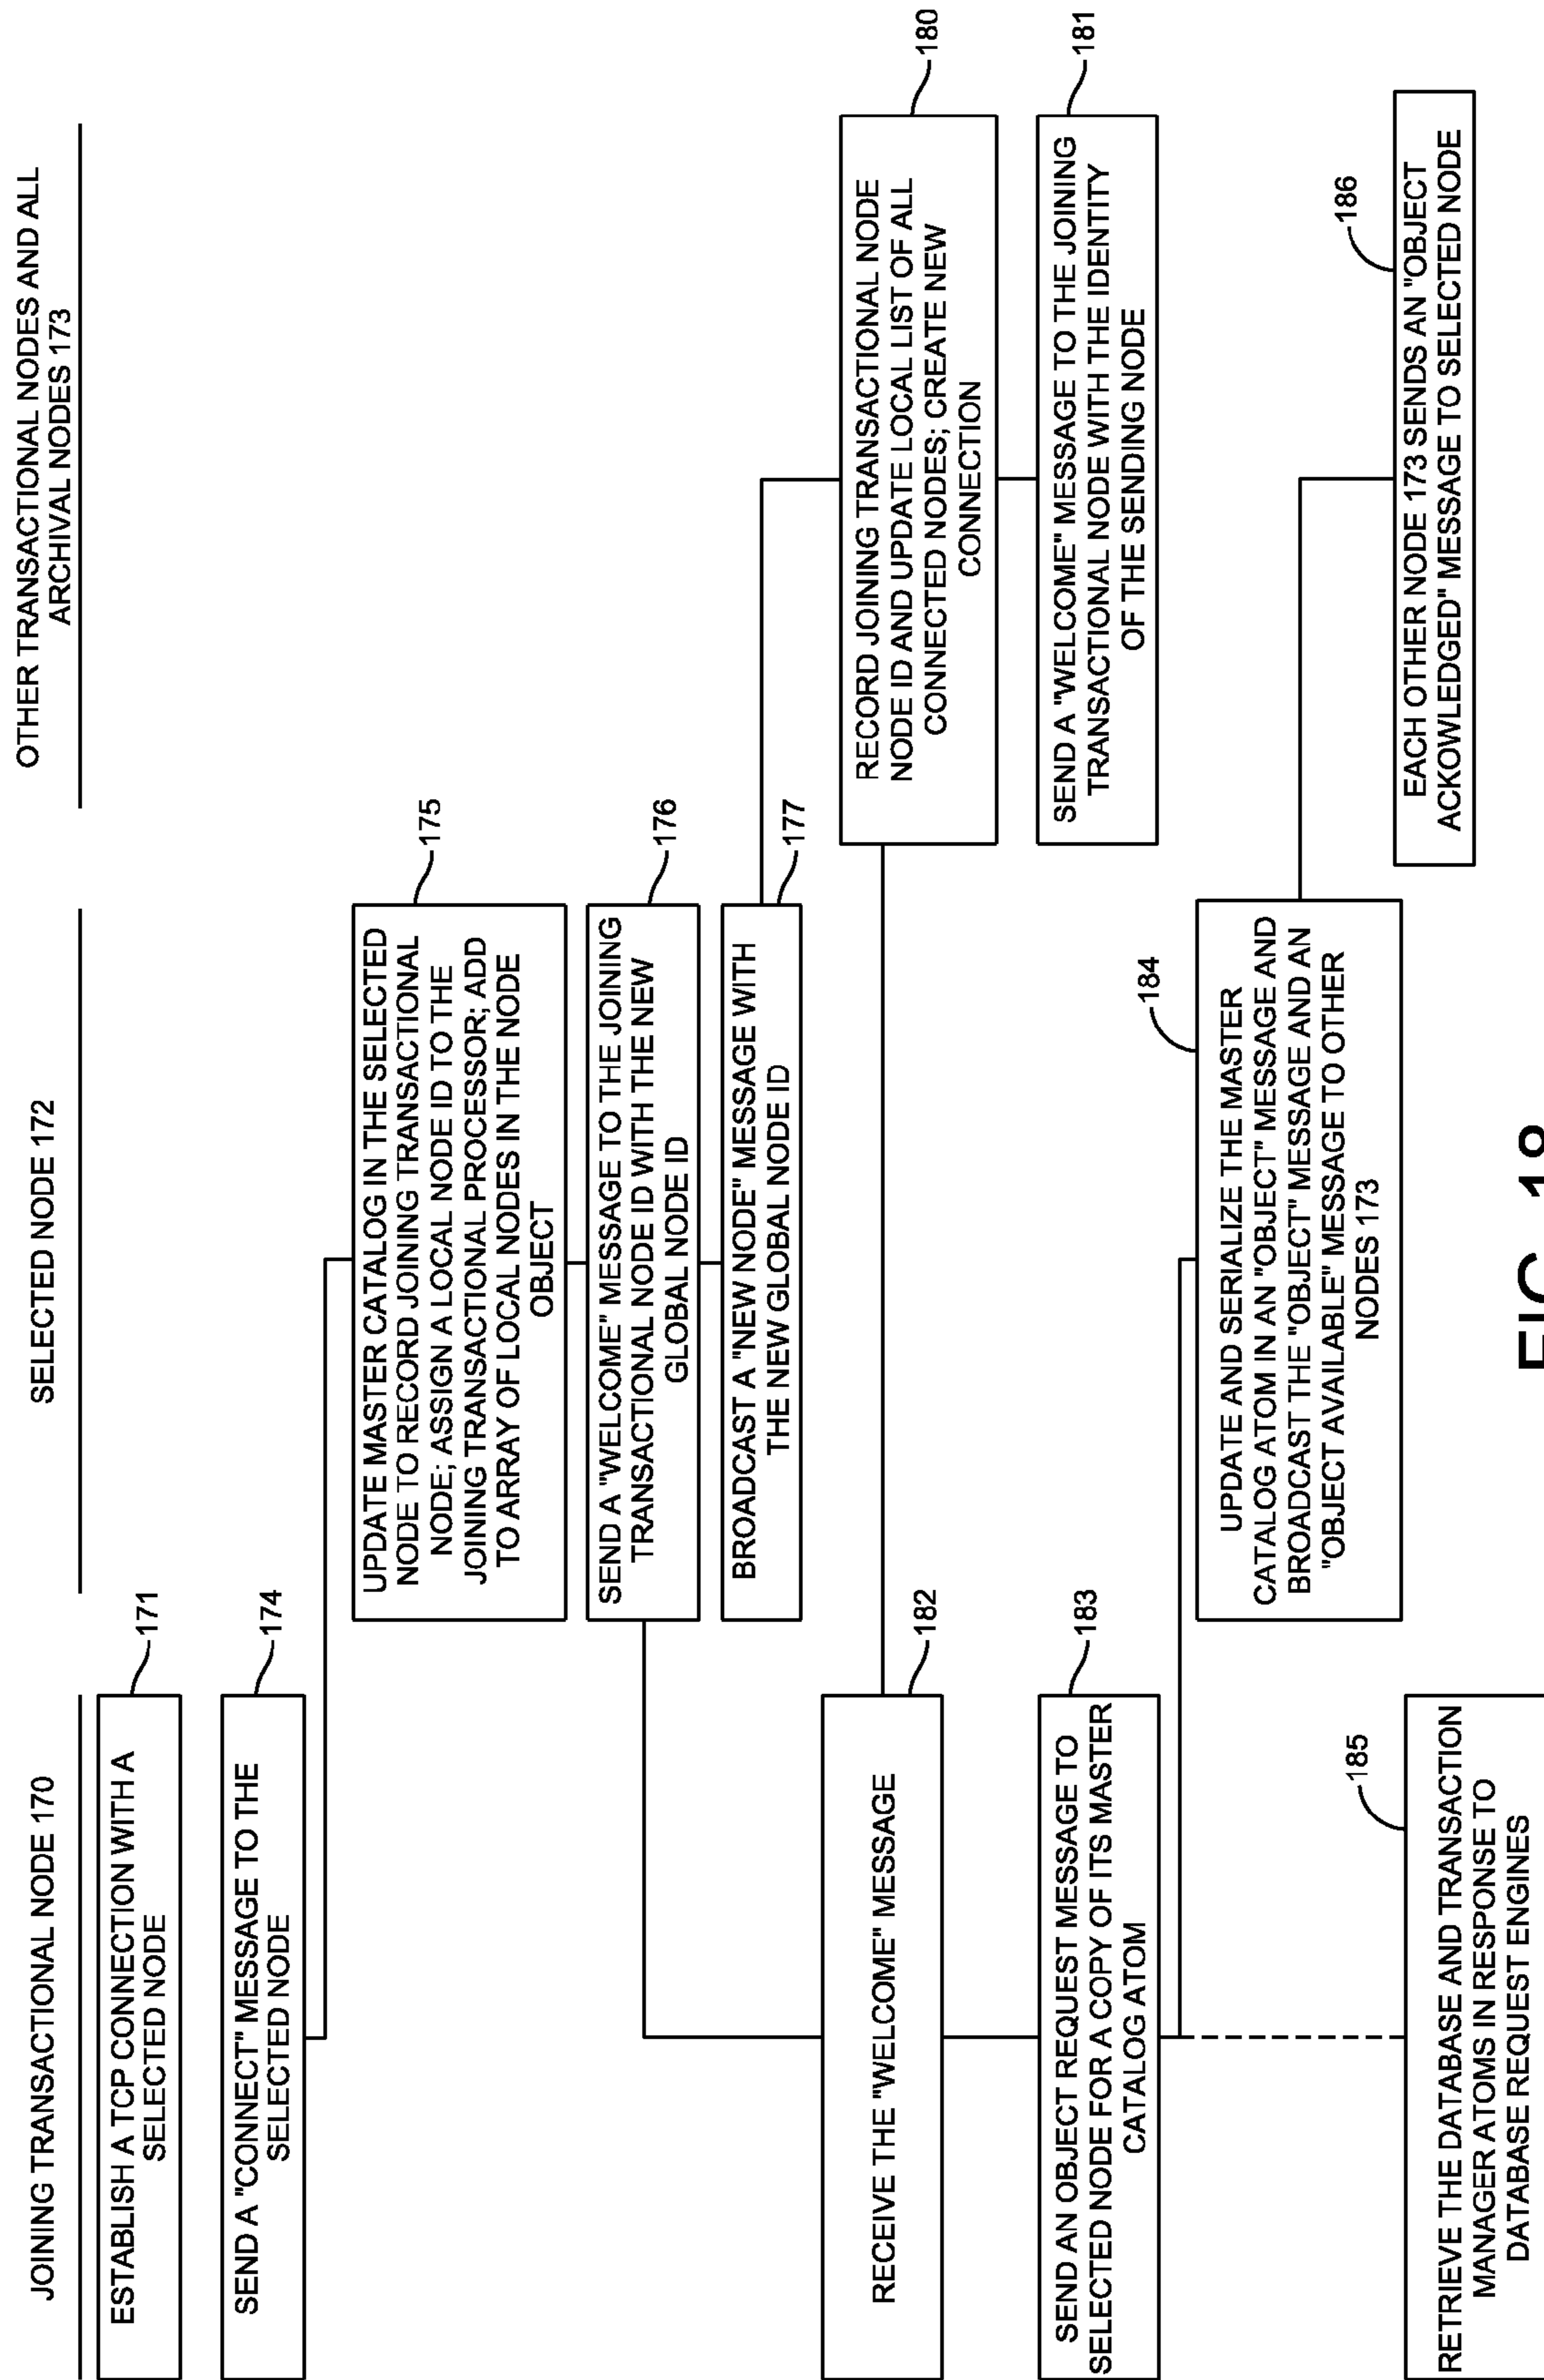 JOINING TRANSACTIONAL NODE 170
SELECTED NODE 172
OTHER TRANSACTIONAL NODES AND ALL
ARCHIVAL NODES 173
ESTABLISH A TCP CONNECTION WITH A
SELECTED NODE
171
SEND A "CONNECT" MESSAGE TO THE
SELECTED NODE
174
UPDATE MASTER CATALOG IN THE SELECTED
NODE TO RECORD JOINING TRANSACTIONAL
NODE; ASSIGN A LOCAL NODE ID TO THE
JOINING TRANSACTIONAL PROCESSOR; ADD
TO ARRAY OF LOCAL NODES IN THE NODE
OBJECT
175
SEND A "WELCOME" MESSAGE TO THE JOINING
TRANSACTIONAL NODE ID WITH THE NEW
GLOBAL NODE ID
176
BROADCAST A "NEW NODE" MESSAGE WITH
THE NEW GLOBAL NODE ID
177
RECORD JOINING TRANSACTIONAL NODE
NODE ID AND UPDATE LOCAL LIST OF ALL
CONNECTED NODES; CREATE NEW
CONNECTION
180
SEND A "WELCOME" MESSAGE TO THE JOINING
TRANSACTIONAL NODE WITH THE IDENTITY
OF THE SENDING NODE
181
RECEIVE THE "WELCOME" MESSAGE
182
SEND AN OBJECT REQUEST MESSAGE TO
SELECTED NODE FOR A COPY OF ITS MASTER
CATALOG ATOM
183
UPDATE AND SERIALIZE THE MASTER
CATALOG ATOM IN AN "OBJECT" MESSAGE AND
BROADCAST THE "OBJECT" MESSAGE AND AN
"OBJECT AVAILABLE" MESSAGE TO OTHER
NODES 173
184
RETRIEVE THE DATABASE AND TRANSACTION
MANAGER ATOMS IN RESPONSE TO
DATABASE REQUEST ENGINES
185
EACH OTHER NODE 173 SENDS AN "OBJECT
ACKOWLEDGED" MESSAGE TO SELECTED NODE
186
FIG. 18